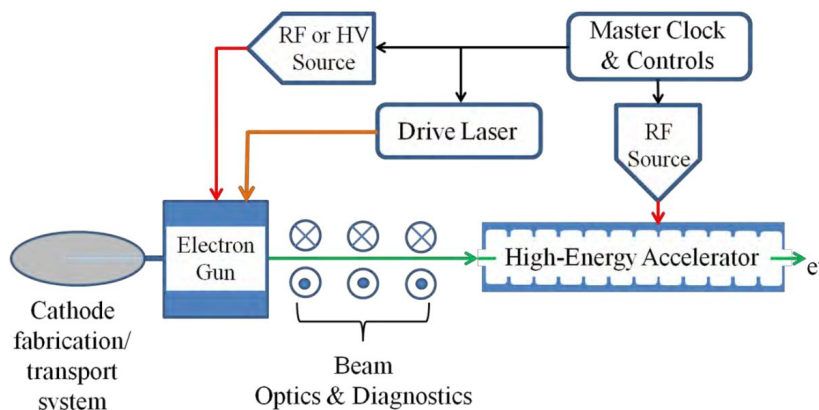 RF or HV
Source
Master Clock
& Controls
Drive Laser
RF
Source
Electron
Gun
High-Energy Accelerator
e-
Cathode
fabrication/
transport
system
Beam
Optics & Diagnostics